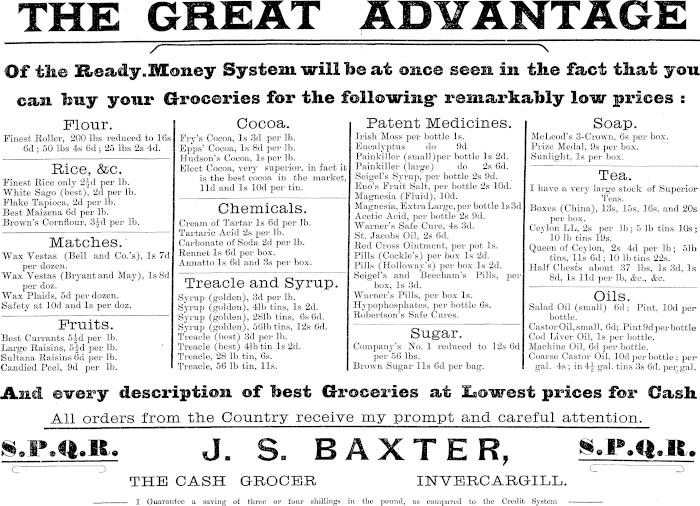 THE GREAT ADVANTAGE
Of the Ready.Money System will be at once seen in the fact that you
can buy your Groceries for the following remarkably low prices :
Flour.
Finest Roller, 200 lbs reduced to 16s
6d; 50 lbs 4s 6d; 25 lbs 2s 4d.
Rice, &c.
Finest Rice only 2½d per lb.
White Sago (best), 2d per lb.
Flake Tapioca, 2d per lb.
Best Maizena 6d per lb.
Brown's Cornflour, 3½d per lb.
Matches.
Wax Vestas (Bell and Co.'s), 1s 7d
per dozen.
Wax Vestas (Bryant and May), 1s 8d
per doz.
Wax Plaids, 5d per dozen.
Safety at 10d and 1s per doz.
Fruits.
Best Currants 5½d per lb.
Large Raisins, 5½d per lb.
Sultana Raisins 6d per lb.
Candied Peel, 9d per lb.
Cocoa.
Fry's Cocoa, 1s 3d per lb.
Epps' Cocoa, 1s 8d per lb.
Hudson's Cocoa, 1s per lb.
Elect Cocoa, very superior, in fact it
is the best cocoa in the market,
11d and 1s 10d per tin.
Chemicals.
Cream of Tartar 1s 6d per lb.
Tartaric Acid 2s per lb.
Carbonate of Soda 2d per lb.
Rennet 1s 6d per box.
Annatto 1s 6d and 3s per box.
Treacle and Syrup.
Syrup (golden), 3d per lb.
Syrup (golden), 4lb tins, 1s 2d.
Syrup (golden), 28lb tins, 6s 6d.
Syrup (golden), 56lb tins, 12s 6d.
Treacle (best) 3d per lb.
Treacle (best) 4lb tin 1s 2d.
Treacle, 28 lb tin, 6s.
Treacle, 56 lb tin, 11s.
Patent Medicines.
Irish Moss per bottle 1s.
Eucalyptus do 9d
Painkiller (small) per bottle 1s 2d.
Painkiller (large) do 2s 6d.
Seigel's Syrup, per bottle 2s 9d.
Eno's Fruit Salt, per bottle 2s 10d.
Magnesia (Fluid), 10d.
Magnesia, Extra Large, per bottle 1s 3d
Acetic Acid, per bottle 2s 9d.
Warner's Safe Cure, 4s 3d.
St. Jacobs Oil, 2s 6d.
Red Cross Ointment, per pot 1s.
Pills (Cockle's) per box 1s 2d.
Pills (Holloway's) per box 1s 2d.
Seigel's and Beecham's Pills, per
box, 1s 3d.
Warner's Pills, per box 1s.
Hypophosphates, per bottle 6s.
Robertson's Safe Cures.
Sugar.
Company's No. 1 reduced to 12s 6d
per 56 lbs.
Brown Sugar 11s 6d per bag.
Soap.
McLeod's 3-Crown, 6s per box.
Prize Medal, 9s per box.
Sunlight, 1s per box.
Tea.
I have a very large stock of Superior
Teas.
Boxes (China), 13s, 15s, 16s, and 20s
per box.
Ceylon LL, 2s per lb; 5 lb tins 10s;
10 lb tins 19s.
Queen of Ceylon, 2s 4d per lb; 5lb
tins, 11s 6d; 10 lb tins 22s.
Half Chests about 37 lbs, 1s 3d, 1s
8d, 1s 11d per lb, &c., &c.
Oils.
Salad Oil (small) 6d; Pint, 10d per
bottle.
Castor Oil, small, 6d; Pint 9d per bottle
Cod Liver Oil, 1s per bottle.
Machine Oil, 6d per bottle.
Coarse Castor Oil, 10d per bottle; per
gal. 4s; in 4½ gal. tins 3s 6d. per gal.
And every description of best Groceries at Lowest prices for Cash
All orders from the Country receive my prompt and careful attention.
S.P.Q.R. J. S. BAXTER, S.P.Q.R.
THE CASH GROCER INVERCARGILL.
I Guarantee a saving of three or four shillings in the pound, as compared to the Credit System